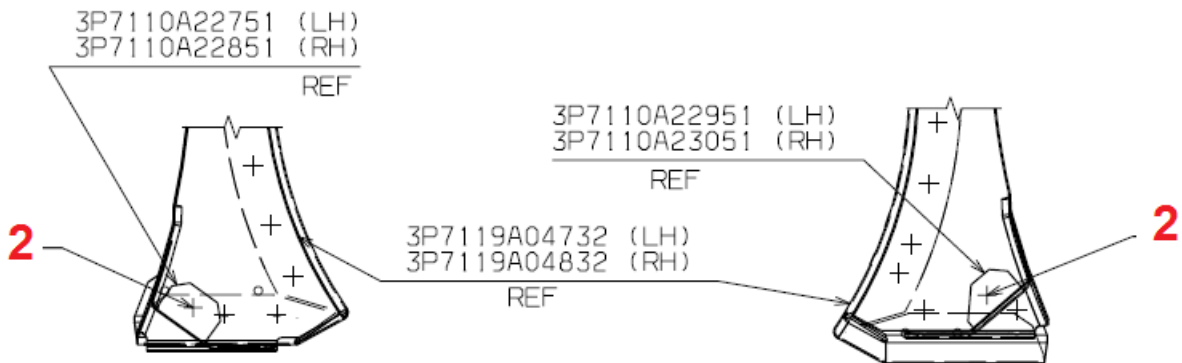 3P7110A22751 (LH)
3P7110A22851 (RH)
REF
3P7110A22951 (LH)
3P7110A23051 (RH)
REF
2
2
3P7119A04732 (LH)
3P7119A04832 (RH)
REF